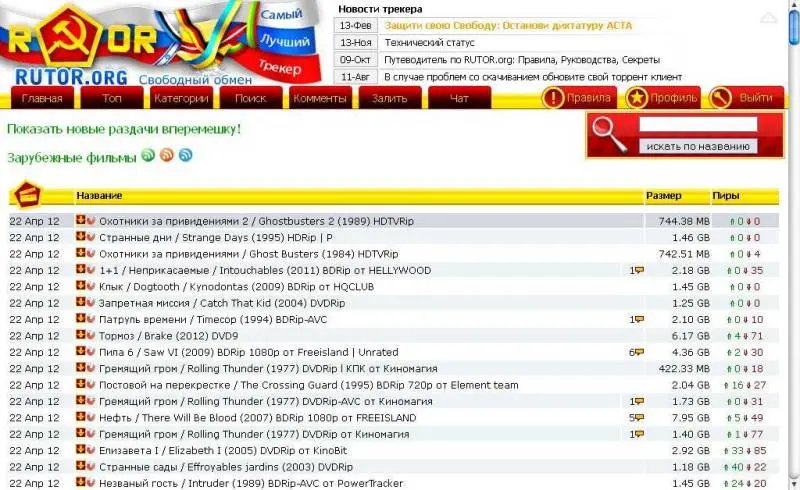 Самый
Лучший
Трекер
R TOR
RUTOR.ORG Свободный обмен
Новости трекера
13-Фев Защити свою Свободу: Останови диктатуру ACTA
13-Ноя Технический статус
09-Окт Путеводитель по RUTOR.org: Правила, Руководства, Секреты
11-Авг В случае проблем со скачиванием обновите свой торрент клиент
Главная Топ Категории Поиск Комменты Залить Чат Правила Профиль Выйти
Показать новые раздачи вперемешку!
искать по названию
Зарубежные фильмы
Название Размер Пиры
22 Апр 12 Охотники за привидениями 2 / Ghostbusters 2 (1989) HDTVRip 744.38 MB 0 0
22 Апр 12 Странные дни / Strange Days (1995) HDRip | P 1.46 GB 0 0
22 Апр 12 Охотники за привидениями / Ghost Busters (1984) HDTVRip 742.51 MB 0 4
22 Апр 12 1+1 / Неприкасаемые / Intouchables (2011) BDRip от HELLYWOOD 1 2.18 GB 0 35
22 Апр 12 Клык / Dogtooth / Kynodontas (2009) BDRip от HQCLUB 1.45 GB 0 0
22 Апр 12 Запретная миссия / Catch That Kid (2004) DVDRip 1.25 GB 0 0
22 Апр 12 Патруль времени / Timecop (1994) BDRip-AVC 1 2.10 GB 0 10
22 Апр 12 Тормоз / Brake (2012) DVD9 6.17 GB 4 71
22 Апр 12 Пила 6 / Saw VI (2009) BDRip 1080p от Freeisland | Unrated 6 4.36 GB 2 30
22 Апр 12 Гремящий гром / Rolling Thunder (1977) DVDRip | КПК от Киномагия 422.33 MB 0 18
22 Апр 12 Постовой на перекрестке / The Crossing Guard (1995) BDRip 720p от Element team 2.04 GB 16 27
22 Апр 12 Гремящий гром / Rolling Thunder (1977) DVDRip-AVC от Киномагия 1 1.73 GB 0 31
22 Апр 12 Нефть / There Will Be Blood (2007) BDRip 1080p от FREEISLAND 5 7.95 GB 5 49
22 Апр 12 Гремящий гром / Rolling Thunder (1977) DVDRip от Киномагия 1 1.40 GB 1 77
22 Апр 12 Елизавета I / Elizabeth I (2005) DVDRip от KinoBit 2.92 GB 33 85
22 Апр 12 Странные сады / Effroyables jardins (2003) DVDRip 1.18 GB 40 22
22 Апр 12 Незваный гость / Intruder (1989) BDRip-AVC от PowerTracker 1.45 GB 24 20